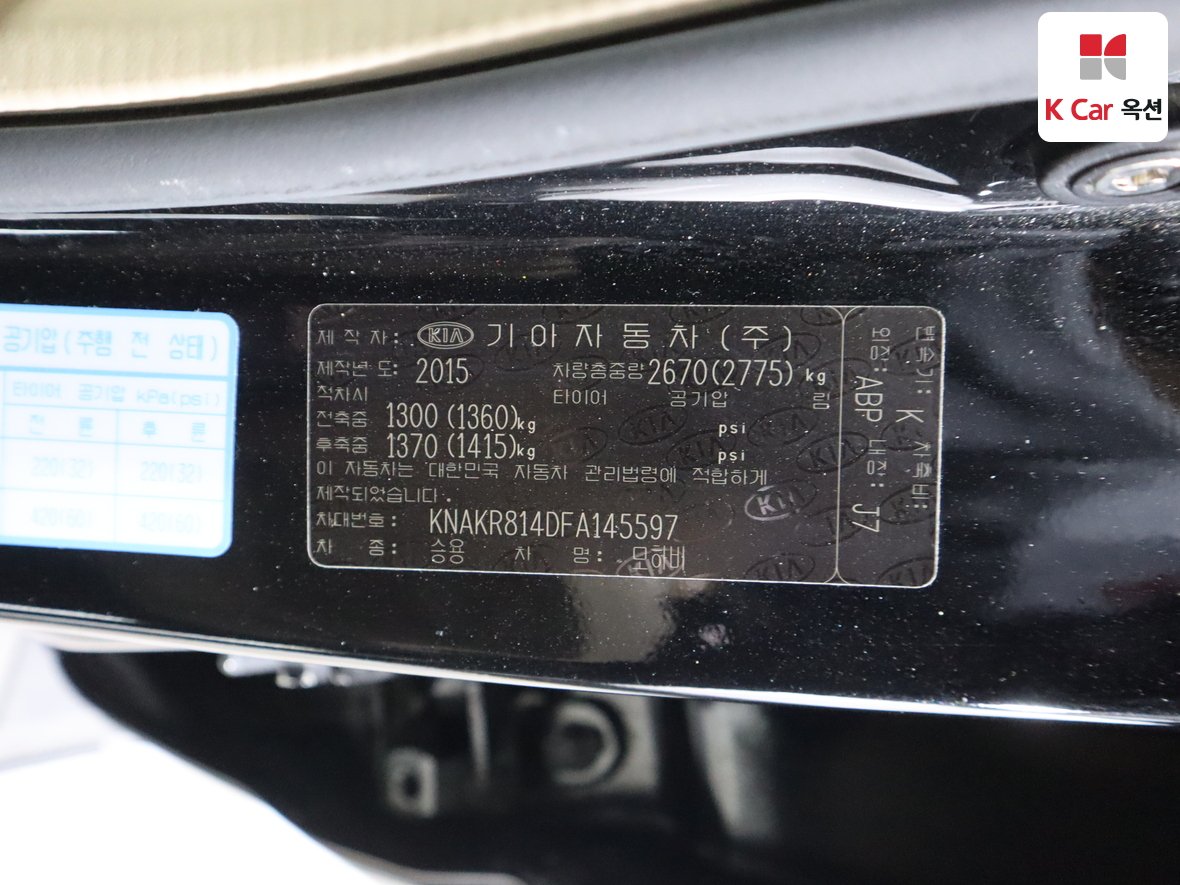 K Car 옥션
공기압 (주행 전 상태)
타이어 공기압 kPa(psi)
전 륜 후 륜
220(32) 220(32)
420(60) 420(60)
제 작 자 : KIA 기 아 자 동 차 ( 주 )
제작년 도: 2015 차량총중량 2670(2775) kg
적차시 타이어 공기압 림
전축중 1300 (1360)kg psi
후축중 1370 (1415)kg psi
이 자동차는 대한민국 자동차 관리법령에 적합하게
제작되었습니다.
차대번호: KNAKR814DFA145597
차 종: 승용 차 명: 모하비
변속기: K 축비:
외장: ABP 내장: J7